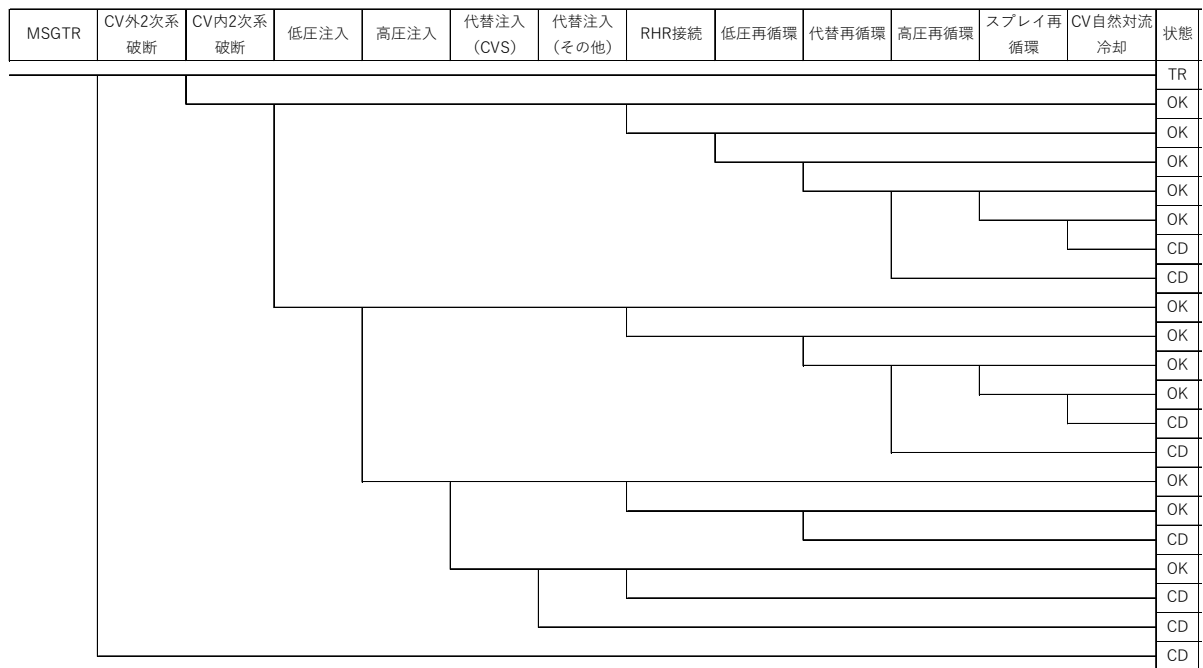 MSGTR
CV外2次系
破断
CV内2次系
破断
低圧注入
高圧注入
代替注入
（CVS）
代替注入
（その他）
RHR接続
低圧再循環
代替再循環
高圧再循環
スプレイ再
循環
CV自然対流
冷却
状態
TR
OK
OK
OK
OK
OK
CD
CD
OK
OK
OK
OK
CD
CD
OK
OK
CD
OK
CD
CD
CD